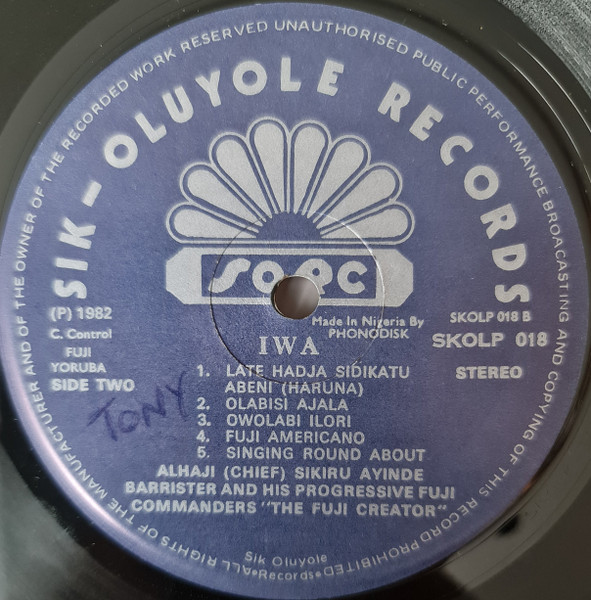 ALL RIGHTS OF THE MANUFACTURER AND OF THE OWNER OF THE RECORDED WORK RESERVED UNAUTHORISED PUBLIC PERFORMANCE BROADCASTING AND COPYING OF THIS RECORD PROHIBITED
SIK-OLUYOLE RECORDS
SORC
(P) 1982
C. Control
FUJI
YORUBA
SIDE TWO
Made In Nigeria By
PHONODISK
SKOLP 018 B
SKOLP 018
STEREO
IWA
1. LATE HADJA SIDIKATU
ABENI (HARUNA)
2. OLABISI AJALA
3. OWOLABI ILORI
4. FUJI AMERICANO
5. SINGING ROUND ABOUT
TONY
ALHAJI (CHIEF) SIKIRU AYINDE
BARRISTER AND HIS PROGRESSIVE FUJI
COMMANDERS "THE FUJI CREATOR"
Sik Oluyole
•Records•